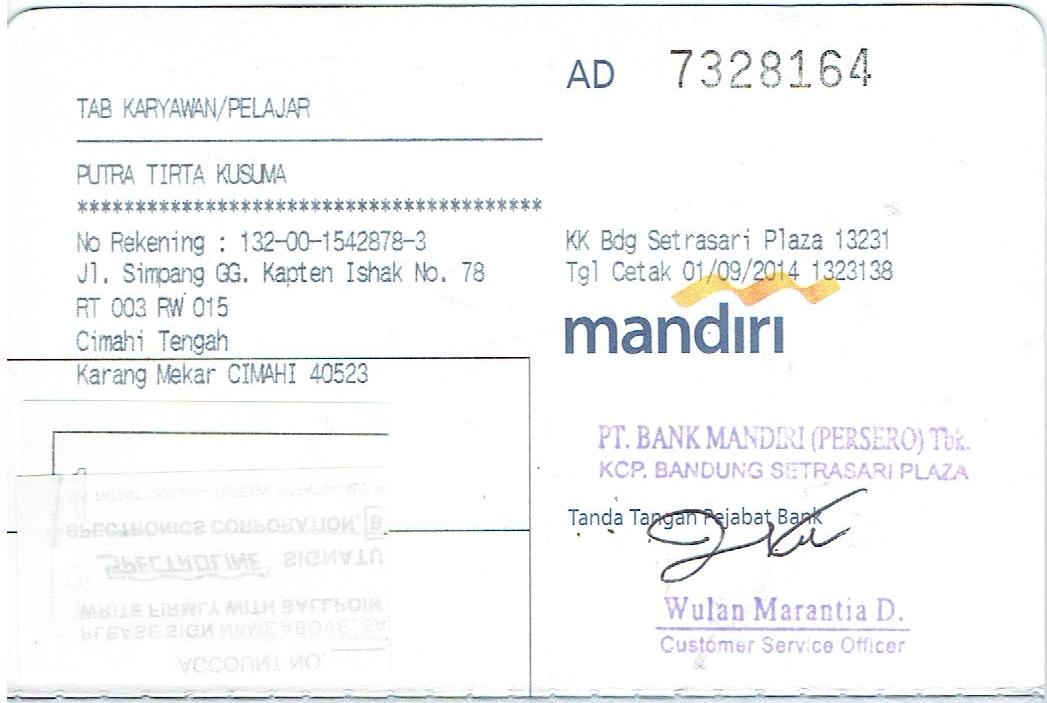 AD 7328164
TAB KARYAWAN/PELAJAR
PUTRA TIRTA KUSUMA
****************************************
No Rekening : 132-00-1542878-3
Jl. Simpang GG. Kapten Ishak No. 78
RT 003 RW 015
Cimahi Tengah
Karang Mekar CIMAHI 40523
KK Bdg Setrasari Plaza 13231
Tgl Cetak 01/09/2014 1323138
mandiri
PT. BANK MANDIRI (PERSERO) Tbk.
KCP. BANDUNG SETRASARI PLAZA
Tanda Tangan Pejabat Bank
Wulan Marantia D.
Customer Service Officer
SPECTRONICS CORPORATION, B
SPECTROLINE SIGNATU
WRITE FIRMLY WITH BALLPOIN
PLEASE SIGN NAME ABOVE, SA
ACCOUNT NO.